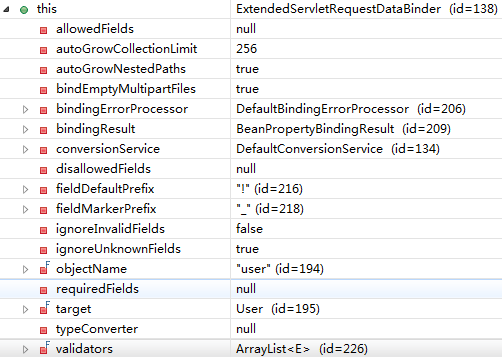 this ExtendedServletRequestDataBinder (id=138)
allowedFields null
autoGrowCollectionLimit 256
autoGrowNestedPaths true
bindEmptyMultipartFiles true
bindingErrorProcessor DefaultBindingErrorProcessor (id=206)
bindingResult BeanPropertyBindingResult (id=209)
conversionService DefaultConversionService (id=134)
disallowedFields null
fieldDefaultPrefix "!" (id=216)
fieldMarkerPrefix "_" (id=218)
ignoreInvalidFields false
ignoreUnknownFields true
F objectName "user" (id=194)
requiredFields null
F target User (id=195)
typeConverter null
F validators ArrayList<E> (id=226)